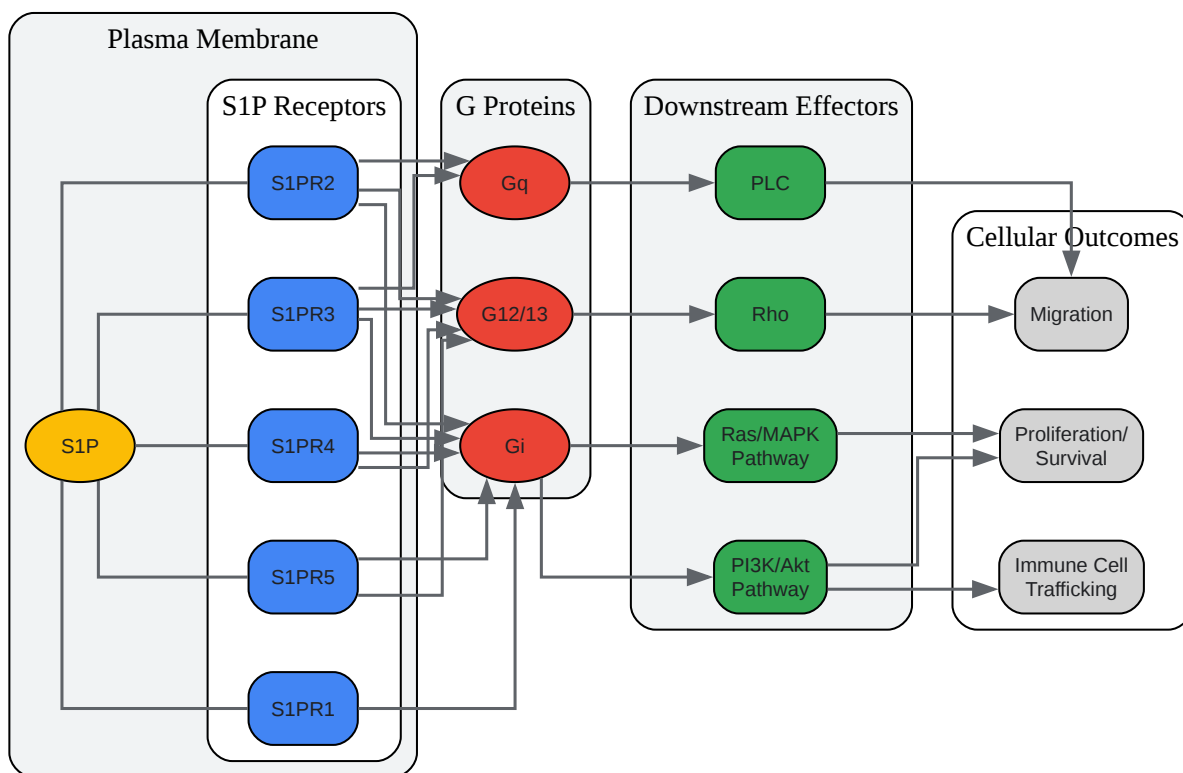 Plasma Membrane
S1P Receptors
G Proteins
Downstream Effectors
Cellular Outcomes
S1P
S1PR2
S1PR3
S1PR4
S1PR5
S1PR1
Gq
G12/13
Gi
PLC
Rho
Ras/MAPK
Pathway
PI3K/Akt
Pathway
Migration
Proliferation/
Survival
Immune Cell
Trafficking